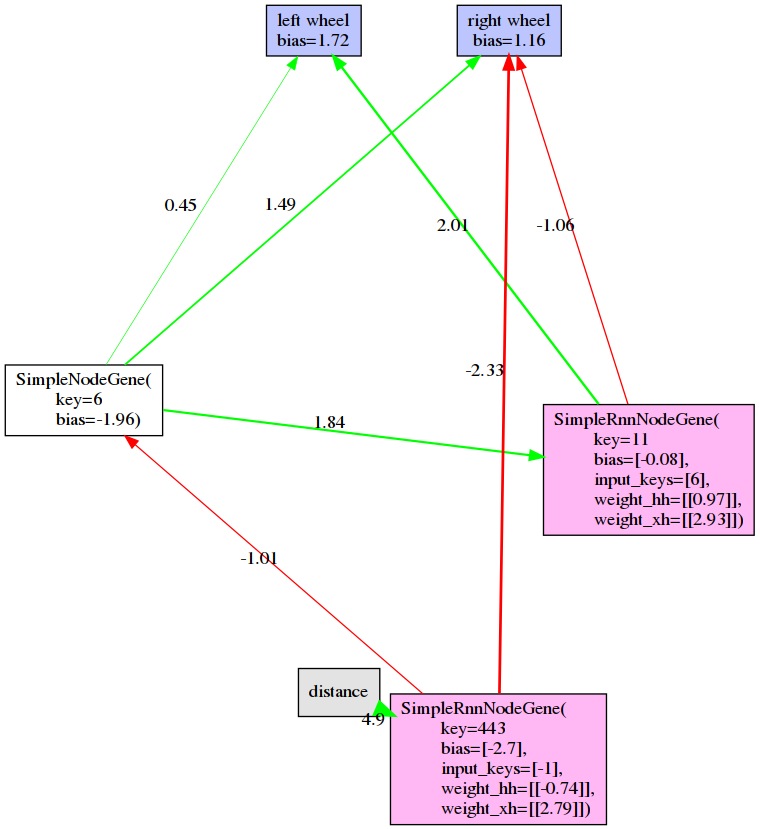 left wheel
bias=1.72
right wheel
bias=1.16
0.45
1.49
2.01
-1.06
-2.33
SimpleNodeGene(
key=6
bias=-1.96)
1.84
SimpleRnnNodeGene(
key=11
bias=[-0.08],
input_keys=[6],
weight_hh=[[0.97]],
weight_xh=[[2.93]])
-1.01
distance
4.9
SimpleRnnNodeGene(
key=443
bias=[-2.7],
input_keys=[-1],
weight_hh=[[-0.74]],
weight_xh=[[2.79]])